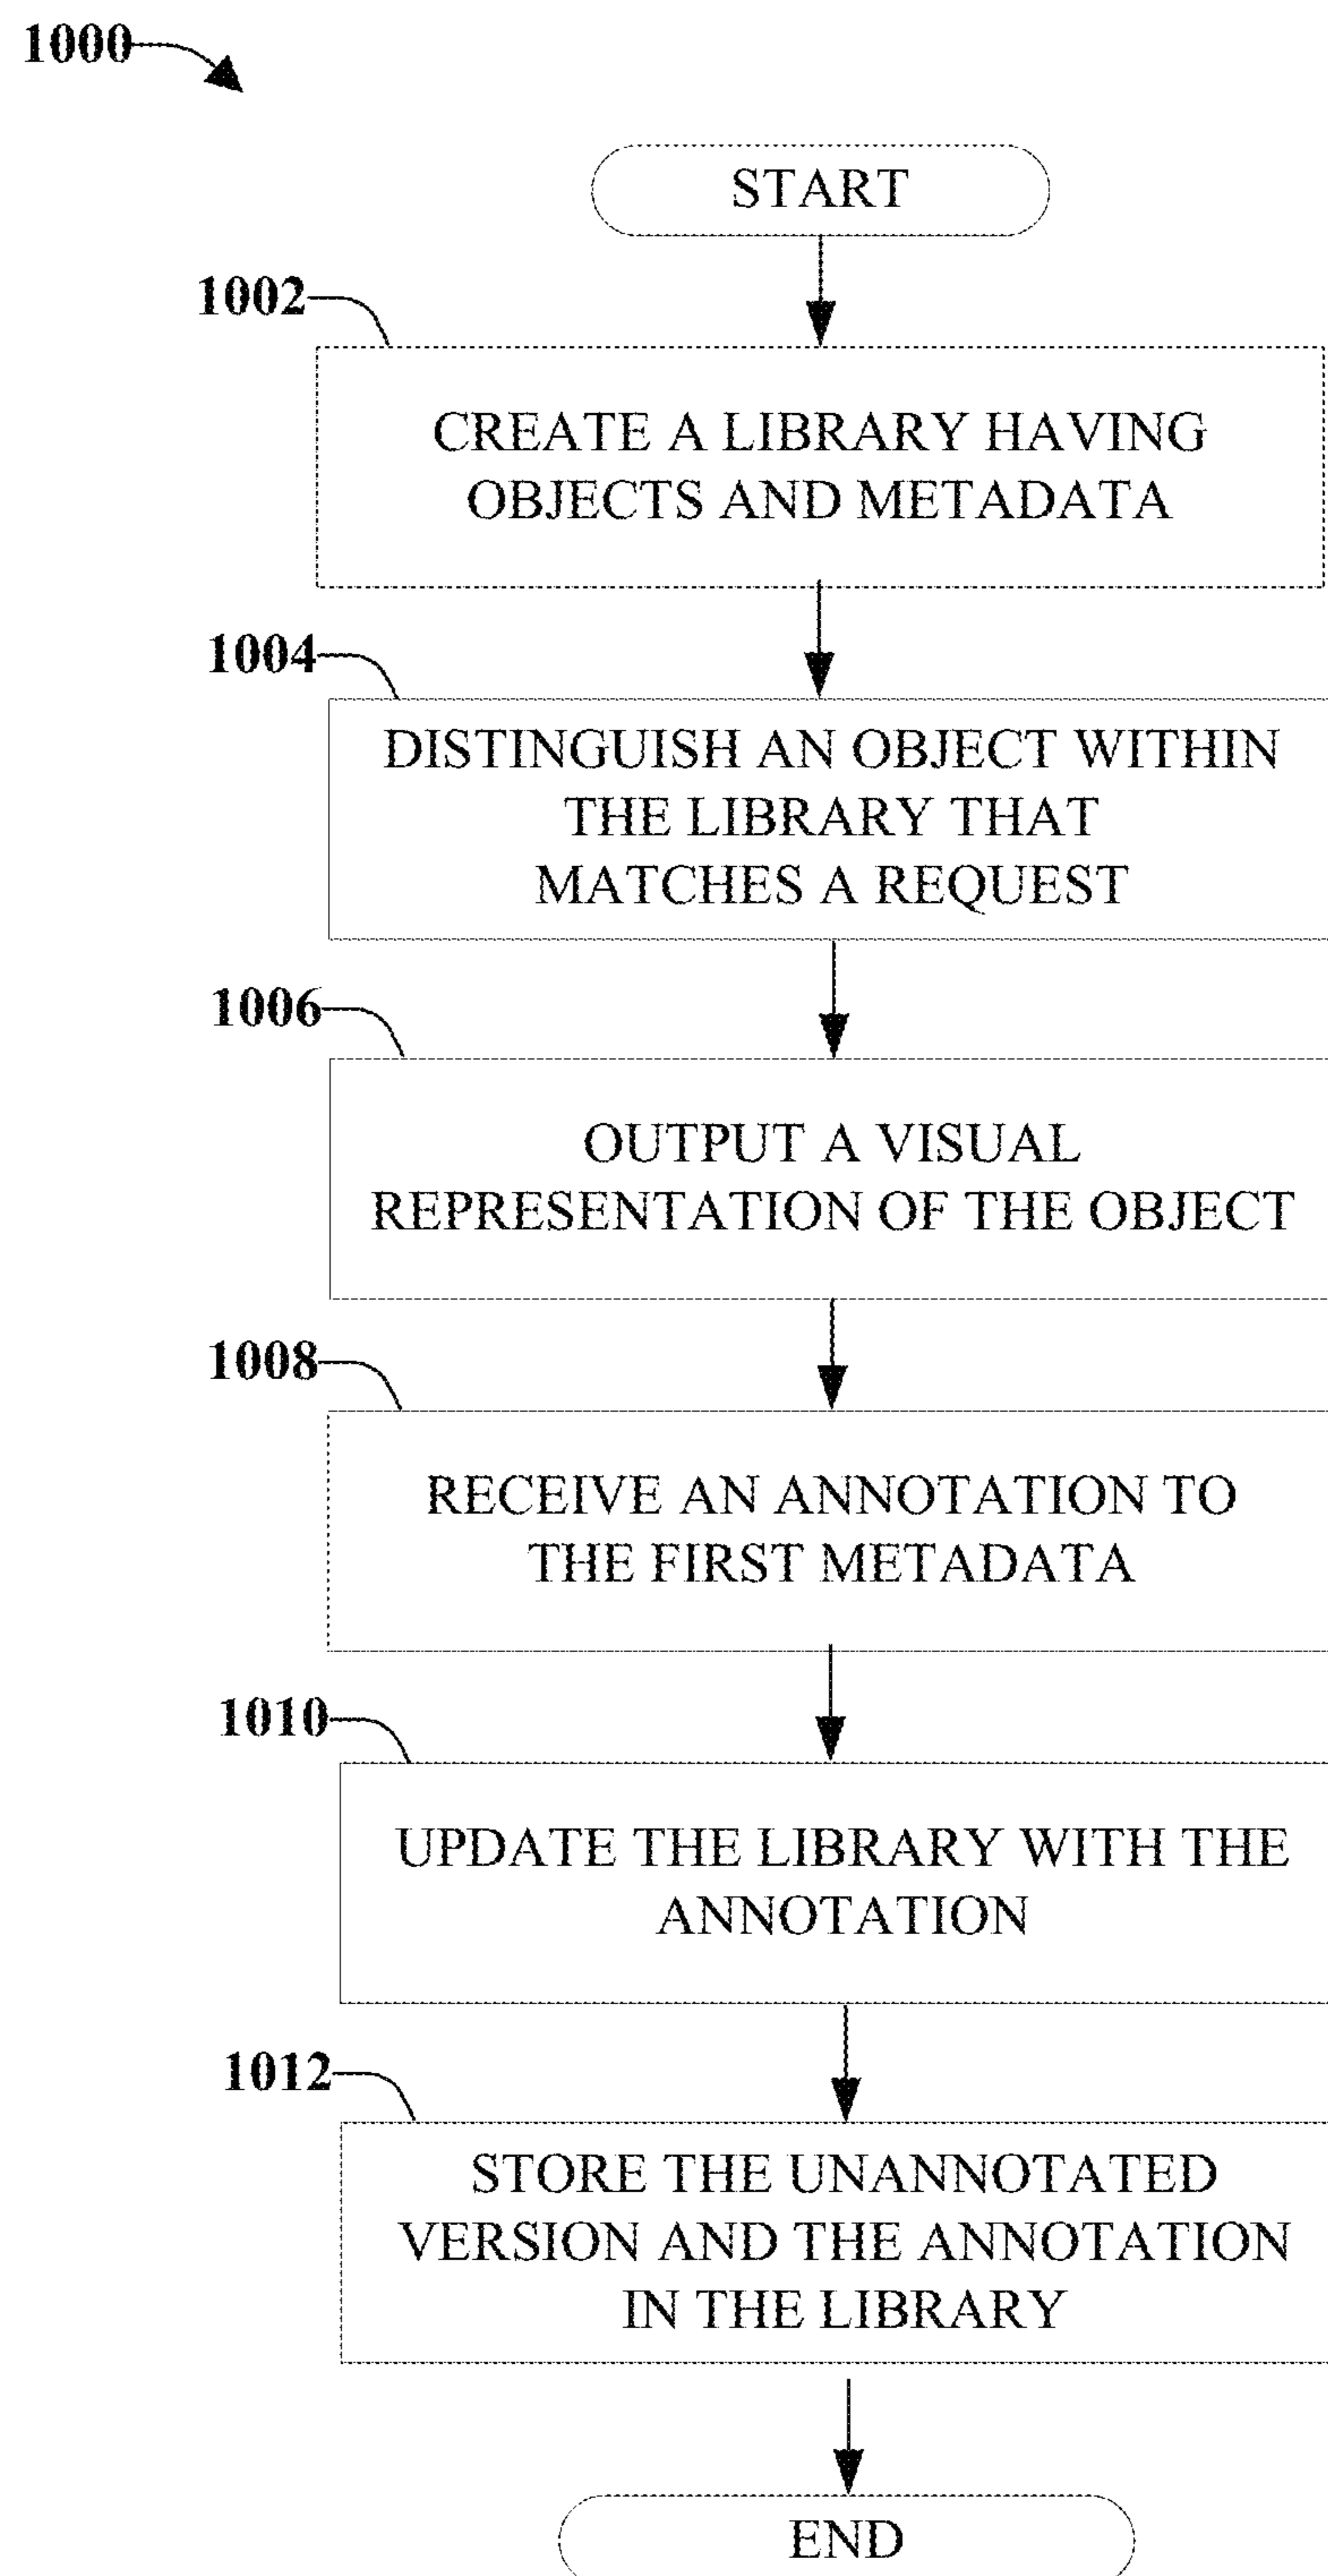 1000
START
1002
CREATE A LIBRARY HAVING
OBJECTS AND METADATA
1004
DISTINGUISH AN OBJECT WITHIN
THE LIBRARY THAT
MATCHES A REQUEST
1006
OUTPUT A VISUAL
REPRESENTATION OF THE OBJECT
1008
RECEIVE AN ANNOTATION TO
THE FIRST METADATA
1010
UPDATE THE LIBRARY WITH THE
ANNOTATION
1012
STORE THE UNANNOTATED
VERSION AND THE ANNOTATION
IN THE LIBRARY
END